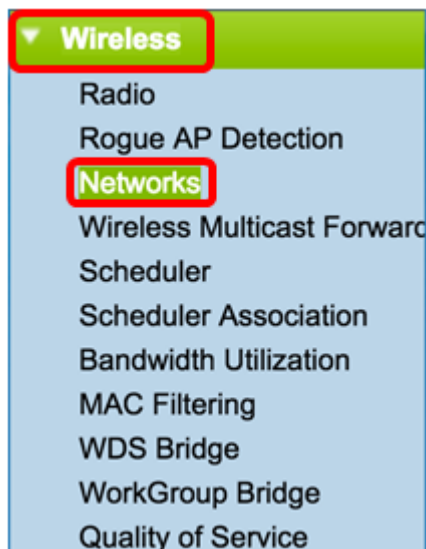 Wireless
Radio
Rogue AP Detection
Networks
Wireless Multicast Forward
Scheduler
Scheduler Association
Bandwidth Utilization
MAC Filtering
WDS Bridge
WorkGroup Bridge
Quality of Service